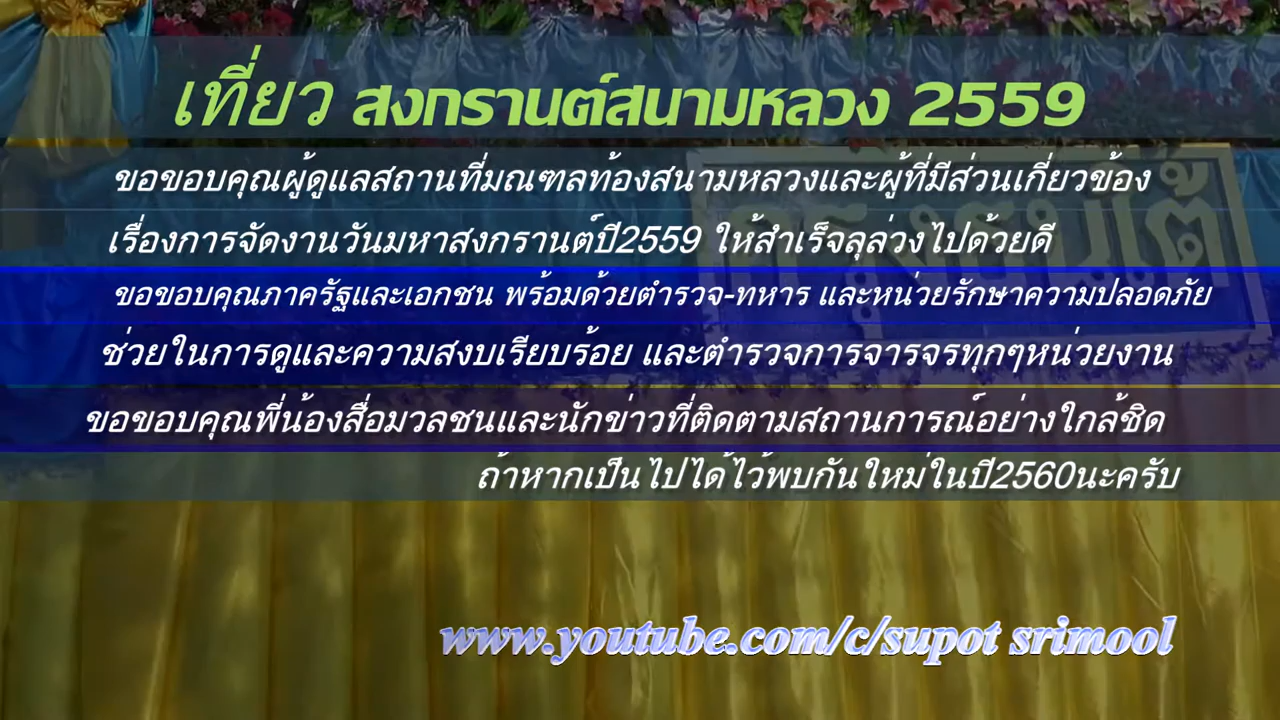 เที่ยว สงกรานต์สนามหลวง 2559
ขอขอบคุณผู้ดูแลสถานที่มณฑลท้องสนามหลวงและผู้ที่มีส่วนเกี่ยวข้อง
เรื่องการจัดงานวันมหาสงกรานต์ปี2559 ให้สำเร็จลุล่วงไปด้วยดี
ขอขอบคุณภาครัฐและเอกชน พร้อมด้วยตำรวจ-ทหาร และหน่วยรักษาความปลอดภัย
ช่วยในการดูและความสงบเรียบร้อย และตำรวจการจารจรทุกๆหน่วยงาน
ขอขอบคุณพี่น้องสื่อมวลชนและนักข่าวที่ติดตามสถานการณ์อย่างใกล้ชิด
ถ้าหากเป็นไปได้ไว้พบกันใหม่ในปี2560นะครับ
www.youtube.com/c/supot srimool